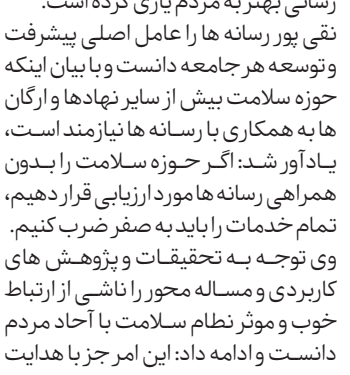 رسانی بهتر به مردم یاری کرده است.
نقی پور رسانه ها را عامل اصلی پیشرفت
وتوسعه هر جامعه دانست و با بیان اینکه
حوزه سلامت بیش از سایر نهادها و ارگان
ها به همکاری با رسانه ها نیازمند است،
یادآور شد: اگر حوزه سلامت را بدون
همراهی رسانه ها مورد ارزیابی قرار دهیم،
تمام خدمات را باید به صفر ضرب کنیم.
وی توجه به تحقیقات و پژوهش های
کاربردی و مساله محور را ناشی از ارتباط
خوب و موثر نظام سلامت با آحاد مردم
دانست و ادامه داد: این امر جز با هدایت